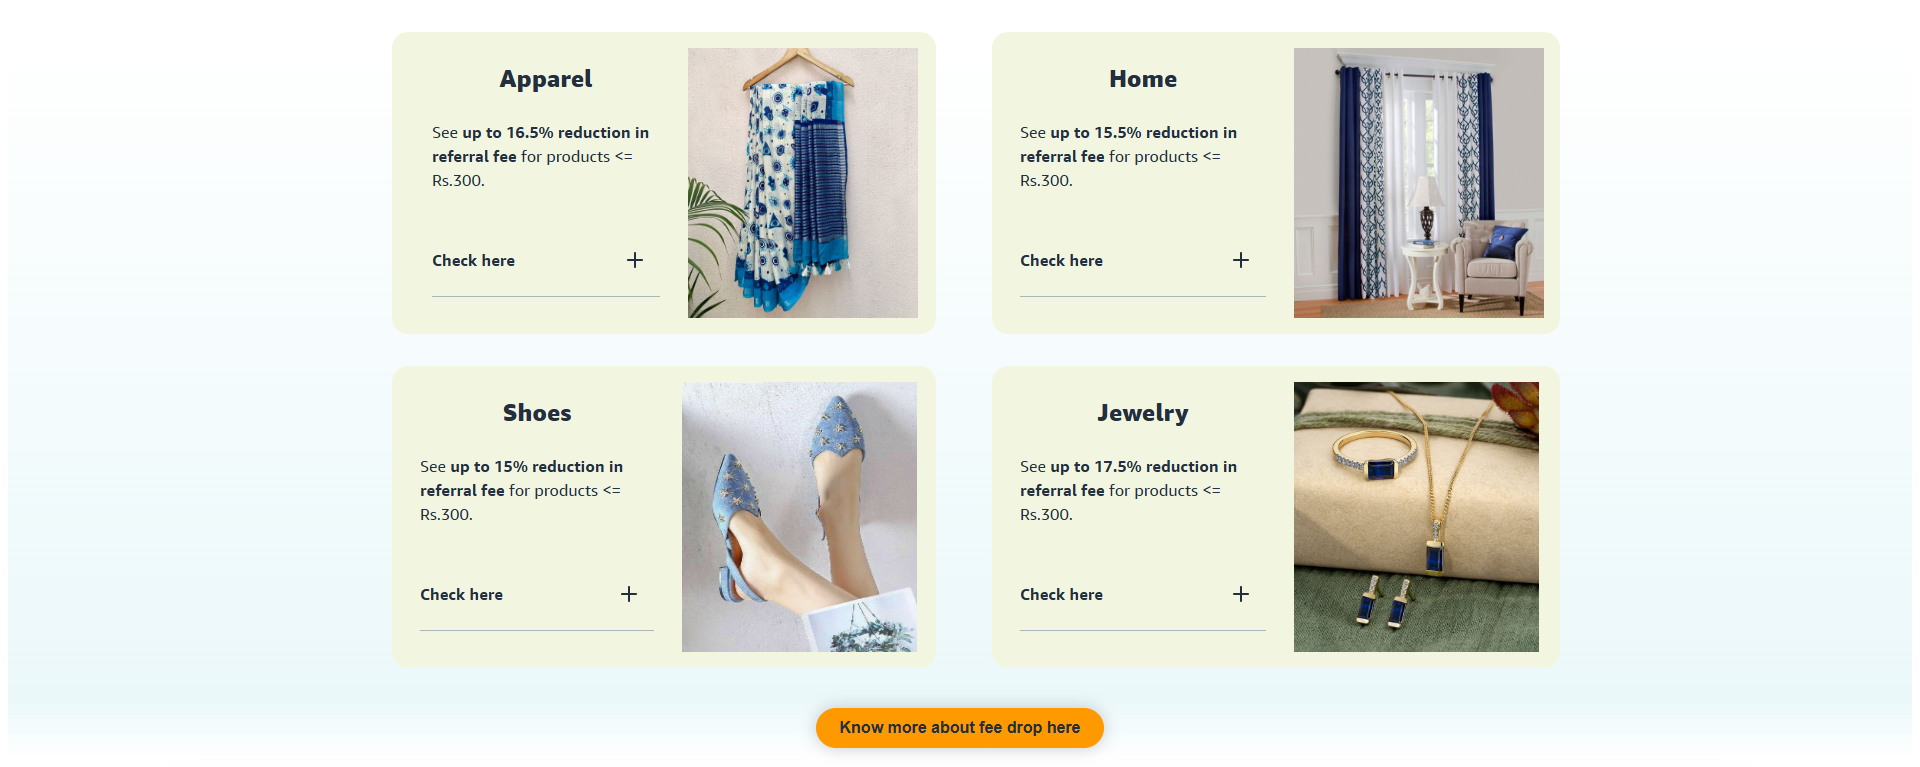 Apparel
See up to 16.5% reduction in
referral fee for products <=
Rs.300.
Check here
Home
See up to 15.5% reduction in
referral fee for products <=
Rs.300.
Check here
Shoes
See up to 15% reduction in
referral fee for products <=
Rs.300.
Check here
Jewelry
See up to 17.5% reduction in
referral fee for products <=
Rs.300.
Check here
Know more about fee drop here